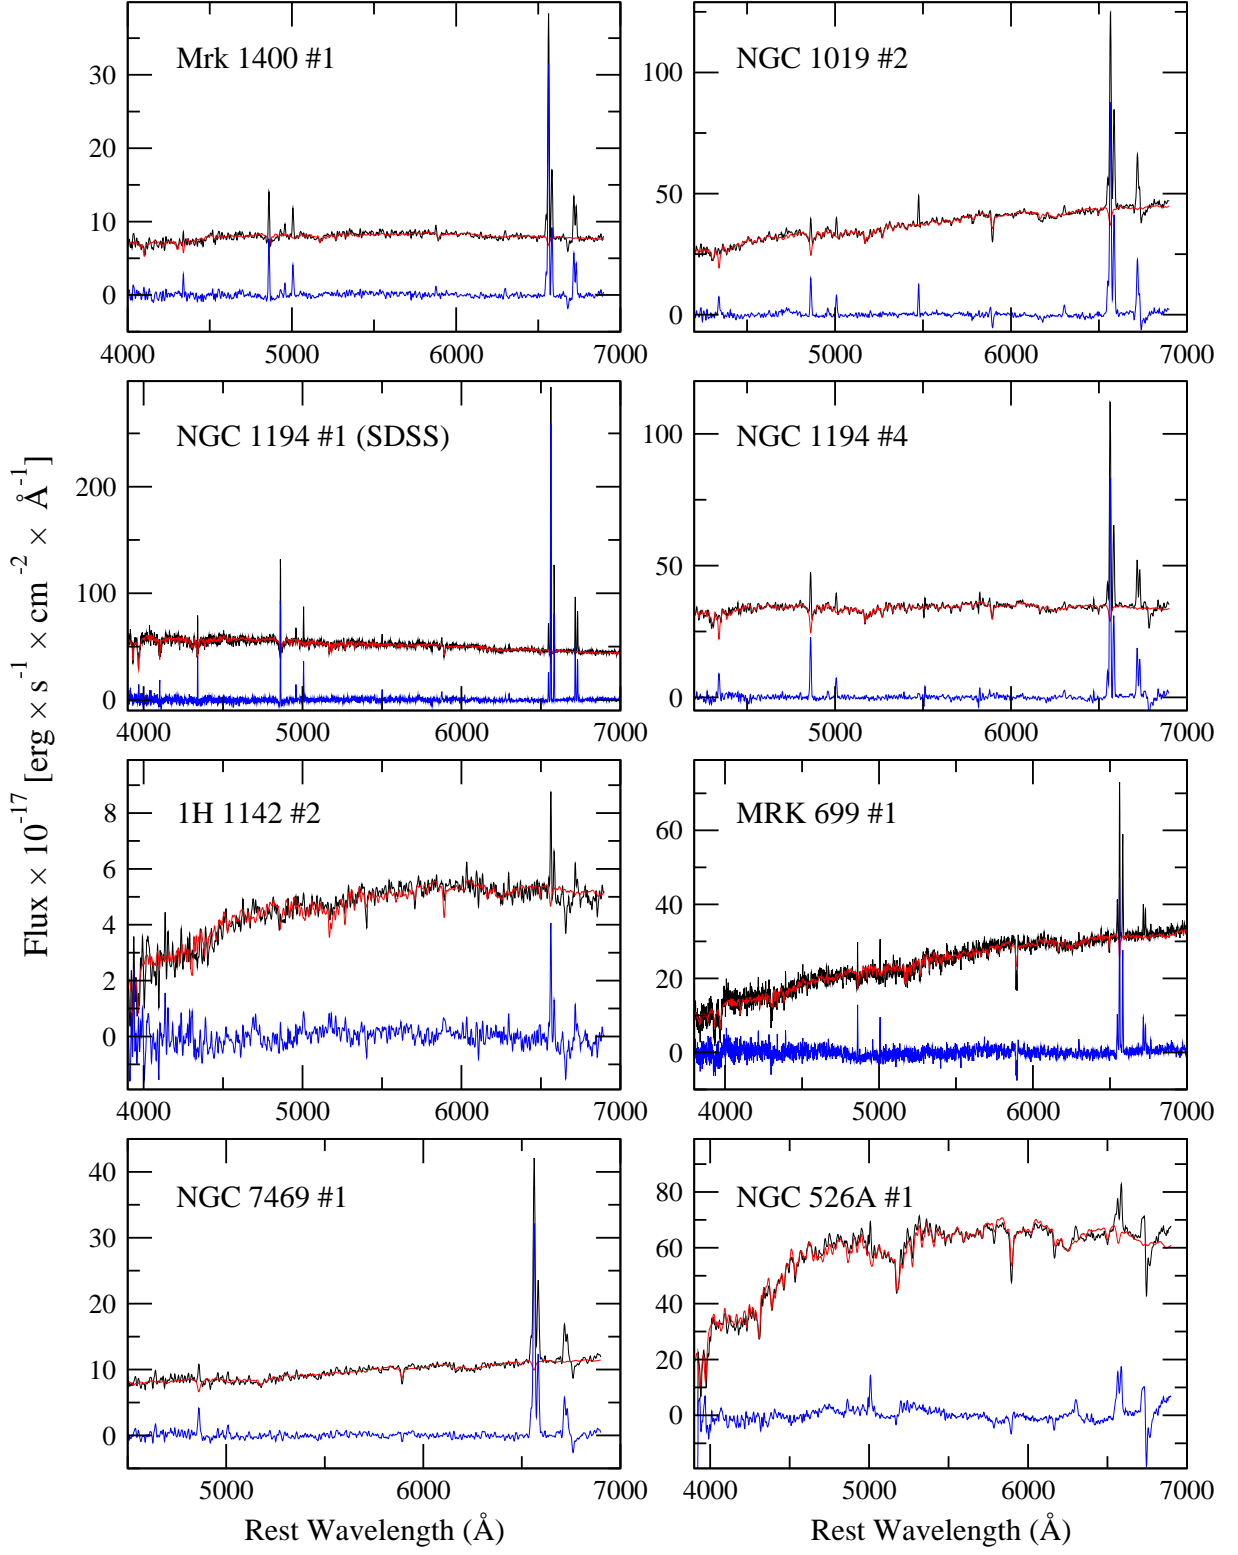 Mrk 1400 #1
30
20
10
0
4000 5000 6000 7000
NGC 1019 #2
100
50
0
5000 6000 7000
NGC 1194 #1 (SDSS)
200
100
0
4000 5000 6000 7000
NGC 1194 #4
100
50
0
5000 6000 7000
Flux × 10⁻¹⁷ [erg × s⁻¹ × cm⁻² × Å⁻¹]
1H 1142 #2
8
6
4
2
0
4000 5000 6000 7000
MRK 699 #1
60
40
20
0
4000 5000 6000 7000
NGC 7469 #1
40
30
20
10
0
5000 6000 7000
Rest Wavelength (Å)
NGC 526A #1
80
60
40
20
0
4000 5000 6000 7000
Rest Wavelength (Å)